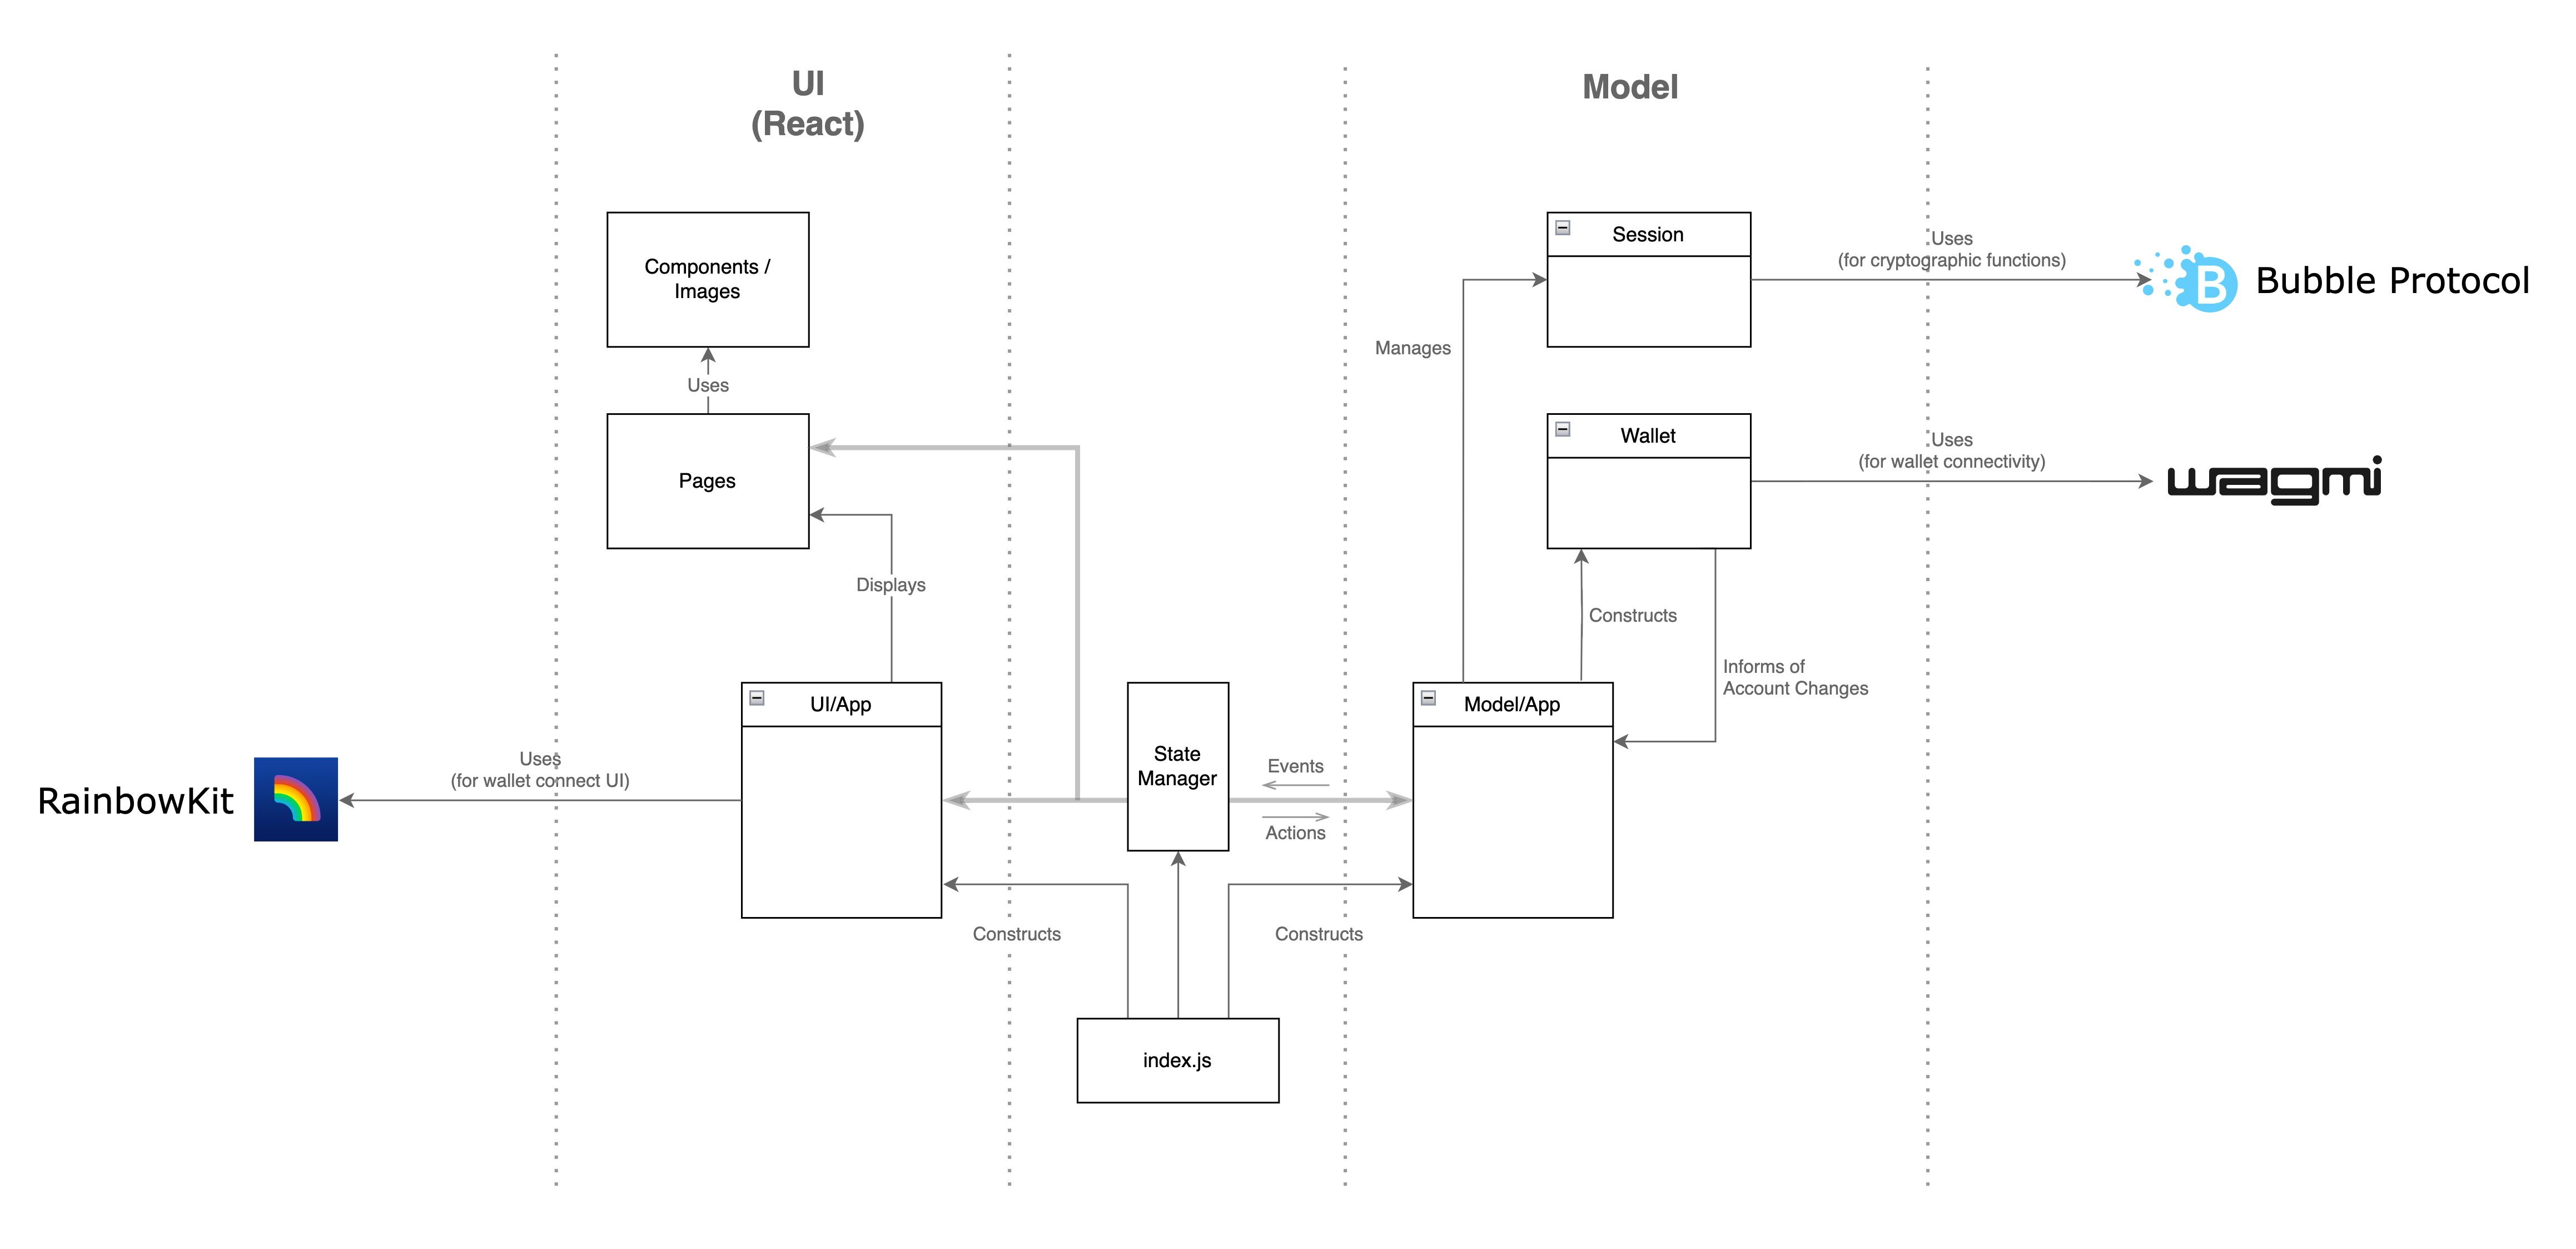 UI
(React)
Model
Components /
Images
Session
Uses
(for cryptographic functions)
B
Bubble Protocol
Manages
Uses
Pages
Wallet
Uses
(for wallet connectivity)
wagmi
Displays
Constructs
Informs of
Account Changes
UI/App
Model/App
State
Manager
Events
Actions
Uses
(for wallet connect UI)
RainbowKit
Constructs
Constructs
index.js